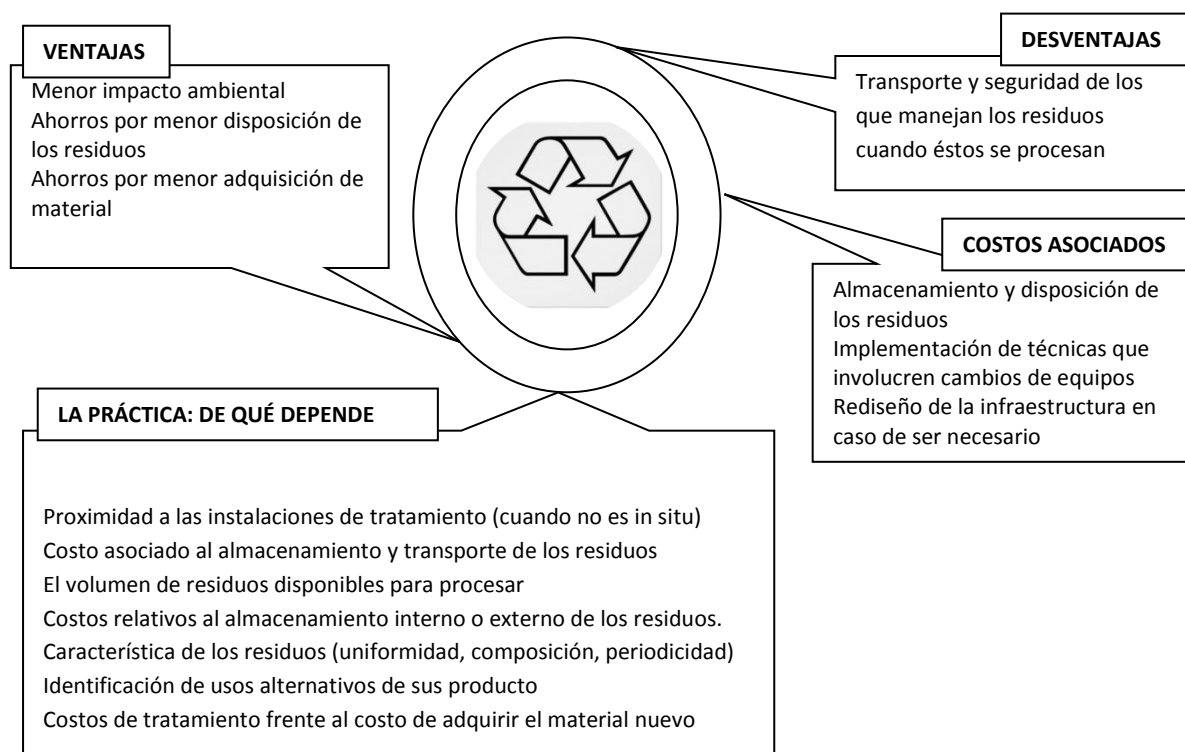 VENTAJAS
Menor impacto ambiental
Ahorros por menor disposición de
los residuos
Ahorros por menor adquisición de
material
DESVENTAJAS
Transporte y seguridad de los
que manejan los residuos
cuando éstos se procesan
COSTOS ASOCIADOS
Almacenamiento y disposición de
los residuos
Implementación de técnicas que
involucren cambios de equipos
Rediseño de la infraestructura en
caso de ser necesario
LA PRÁCTICA: DE QUÉ DEPENDE
Proximidad a las instalaciones de tratamiento (cuando no es in situ)
Costo asociado al almacenamiento y transporte de los residuos
El volumen de residuos disponibles para procesar
Costos relativos al almacenamiento interno o externo de los residuos.
Característica de los residuos (uniformidad, composición, periodicidad)
Identificación de usos alternativos de sus producto
Costos de tratamiento frente al costo de adquirir el material nuevo